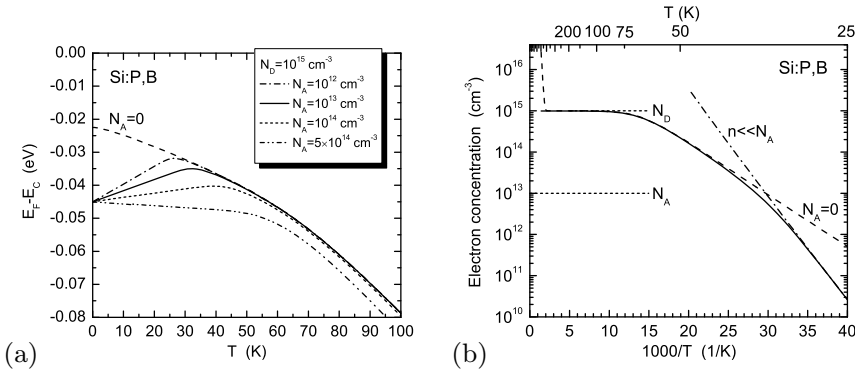 (a)
0.00
-0.01
-0.02
-0.03
-0.04
-0.05
-0.06
-0.07
-0.08
E_F-E_C (eV)
Si:P,B
N_A=0
N_D=10^15 cm^-3
N_A=10^12 cm^-3
N_A=10^13 cm^-3
N_A=10^14 cm^-3
N_A=5×10^14 cm^-3
0 10 20 30 40 50 60 70 80 90 100
T (K)
(b)
T (K)
200 100 75 50 25
10^16
10^15
10^14
10^13
10^12
10^11
10^10
Electron concentration (cm^-3)
Si:P,B
N_D
n<<N_A
N_A
N_A=0
0 5 10 15 20 25 30 35 40
1000/T (1/K)